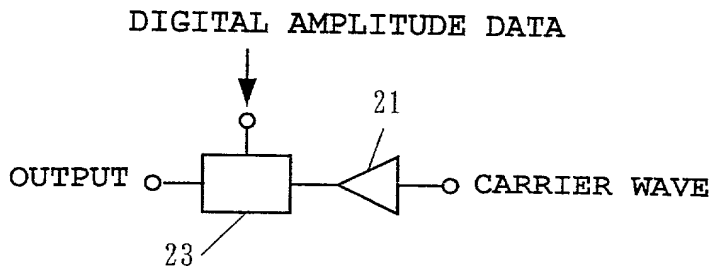 DIGITAL AMPLITUDE DATA
21
OUTPUT
CARRIER WAVE
23